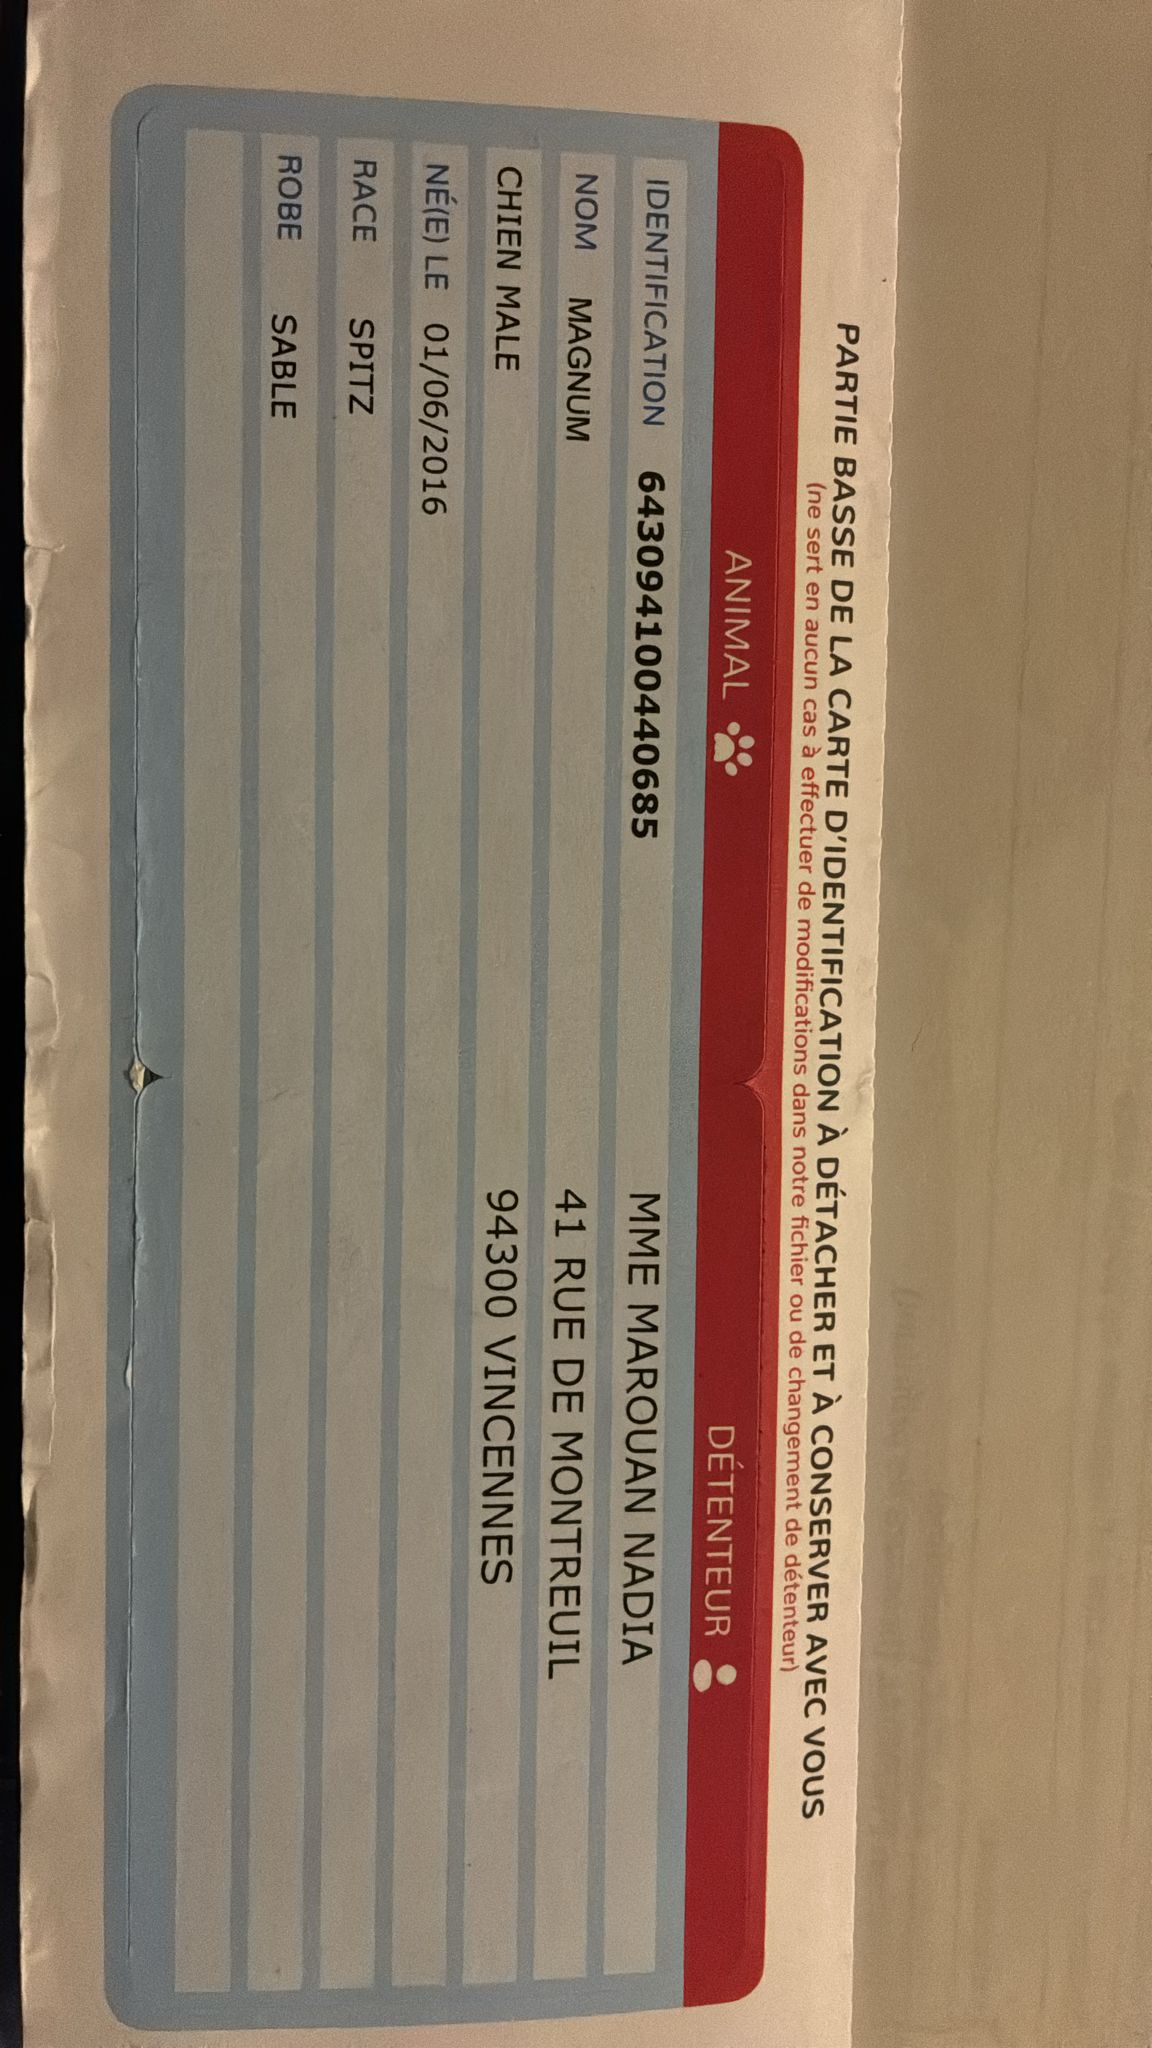 PARTIE BASSE DE LA CARTE D'IDENTIFICATION À DÉTACHER ET À CONSERVER AVEC VOUS
(ne sert en aucun cas à effectuer de modifications dans notre fichier ou de changement de détenteur)
ANIMAL
IDENTIFICATION 643094100440685
NOM MAGNUM
CHIEN MALE
NÉ(E) LE 01/06/2016
RACE SPITZ
ROBE SABLE
DÉTENTEUR
MME MAROUAN NADIA
41 RUE DE MONTREUIL
94300 VINCENNES